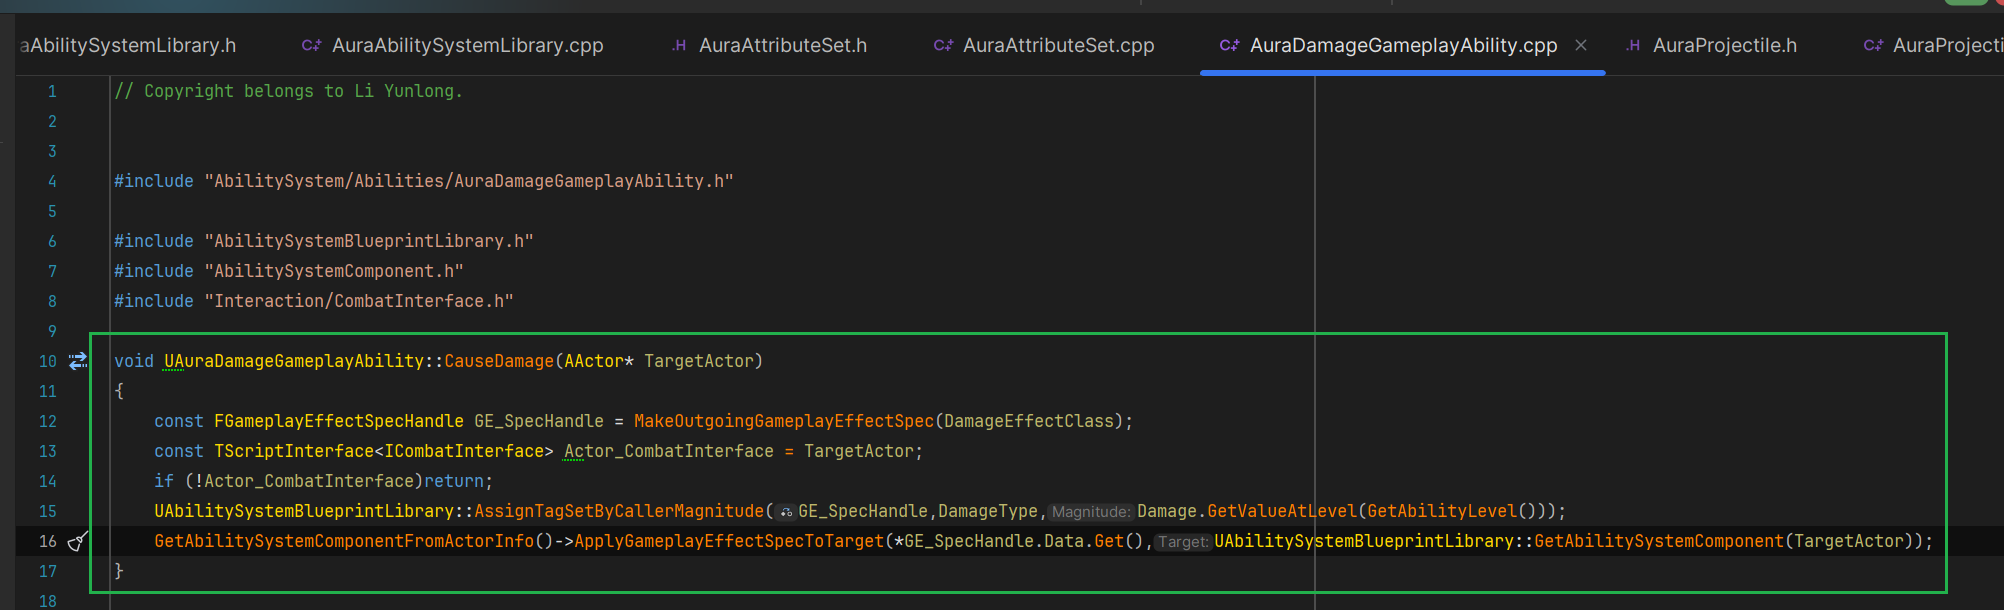 aAbilitySystemLibrary.h C++ AuraAbilitySystemLibrary.cpp .H AuraAttributeSet.h C++ AuraAttributeSet.cpp C++ AuraDamageGameplayAbility.cpp × .H AuraProjectile.h C++ AuraProjecti
1 // Copyright belongs to Li Yunlong.
2
3
4 #include "AbilitySystem/Abilities/AuraDamageGameplayAbility.h"
5
6 #include "AbilitySystemBlueprintLibrary.h"
7 #include "AbilitySystemComponent.h"
8 #include "Interaction/CombatInterface.h"
9
10 void UAuraDamageGameplayAbility::CauseDamage(AActor* TargetActor)
11 {
12 const FGameplayEffectSpecHandle GE_SpecHandle = MakeOutgoingGameplayEffectSpec(DamageEffectClass);
13 const TScriptInterface<ICombatInterface> Actor_CombatInterface = TargetActor;
14 if (!Actor_CombatInterface)return;
15 UAbilitySystemBlueprintLibrary::AssignTagSetByCallerMagnitude(GE_SpecHandle,DamageType,Magnitude:Damage.GetValueAtLevel(GetAbilityLevel()));
16 GetAbilitySystemComponentFromActorInfo()->ApplyGameplayEffectSpecToTarget(*GE_SpecHandle.Data.Get(),Target:UAbilitySystemBlueprintLibrary::GetAbilitySystemComponent(TargetActor));
17 }
18